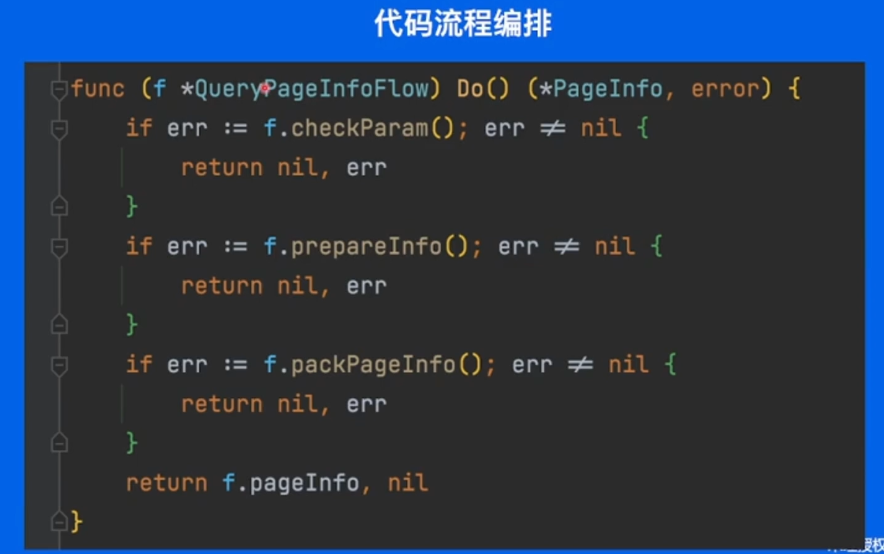 代码流程编排
func (f *QueryPageInfoFlow) Do() (*PageInfo, error) {
if err := f.checkParam(); err != nil {
return nil, err
}
if err := f.prepareInfo(); err != nil {
return nil, err
}
if err := f.packPageInfo(); err != nil {
return nil, err
}
return f.pageInfo, nil
}
授权